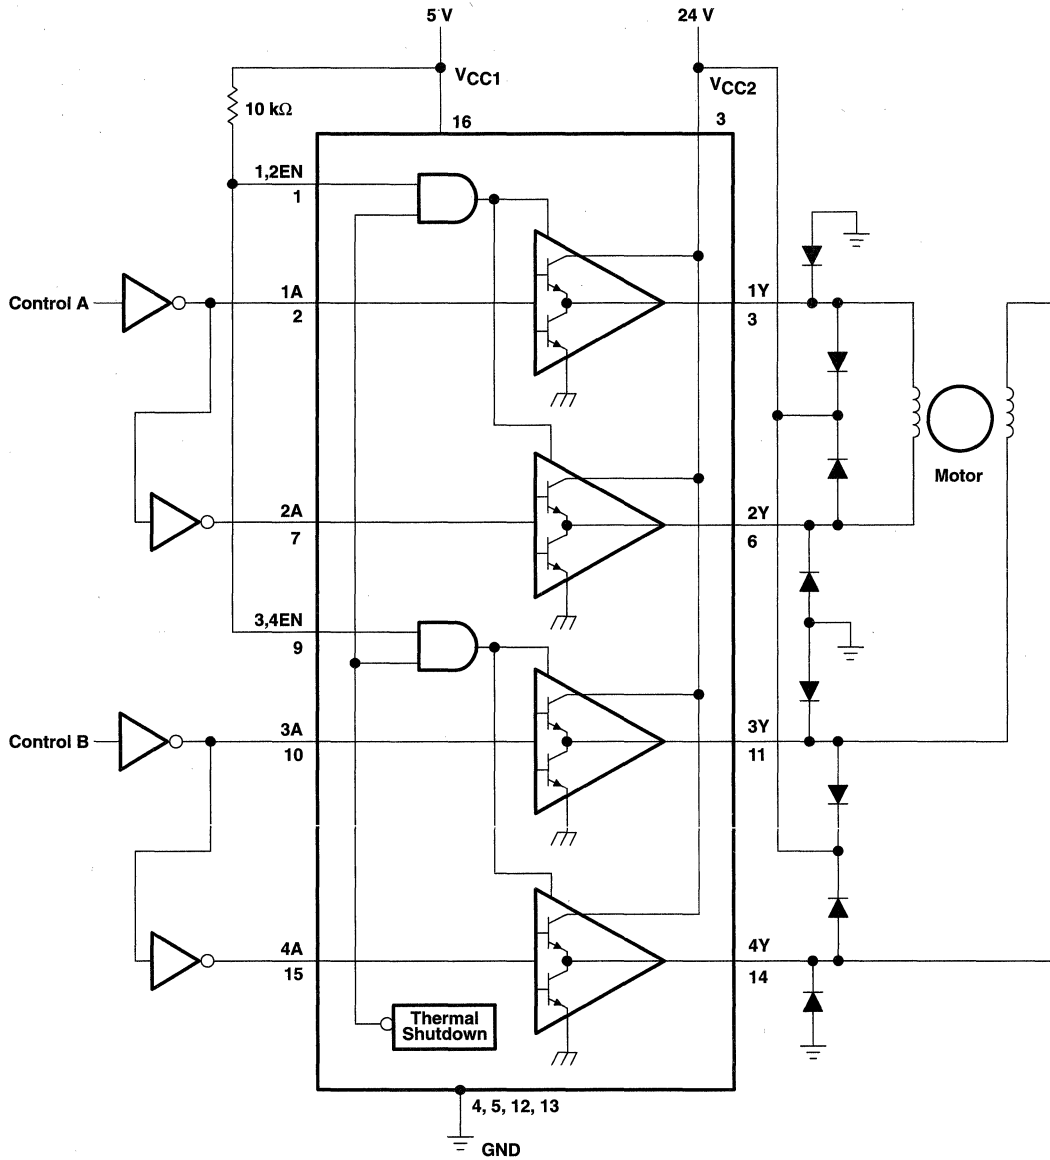 5 V
24 V
VCC1
VCC2
10 kΩ
16
3
1,2EN
1
Control A
1A
2
1Y
3
Motor
2A
7
2Y
6
3,4EN
9
Control B
3A
10
3Y
11
4A
15
4Y
14
Thermal
Shutdown
4, 5, 12, 13
GND